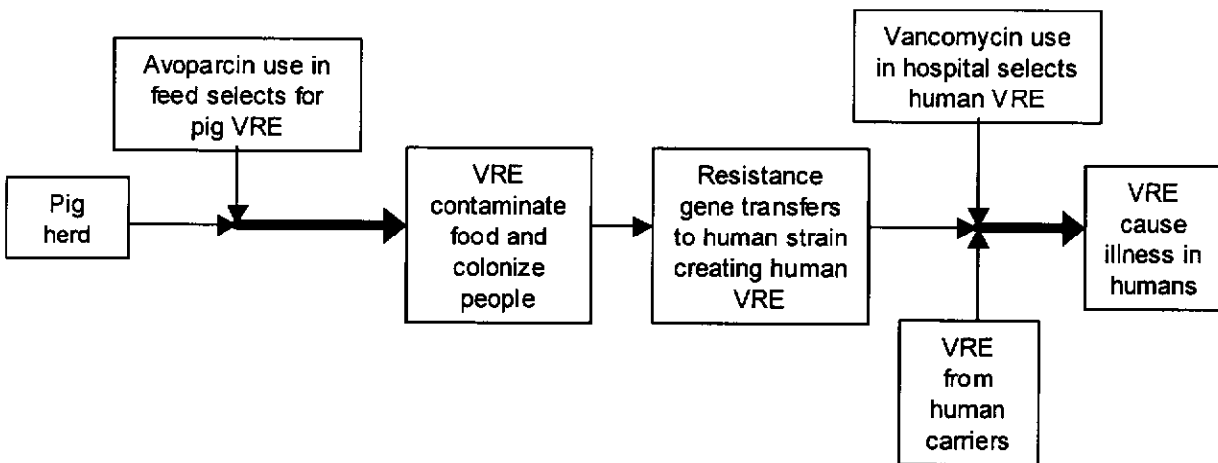 Avoparcin use in
feed selects for
pig VRE
Vancomycin use
in hospital selects
human VRE
Pig
herd
VRE
contaminate
food and
colonize
people
Resistance
gene transfers
to human strain
creating human
VRE
VRE
cause
illness in
humans
VRE
from
human
carriers